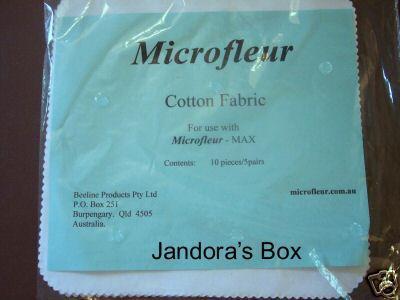 Microfleur
Cotton Fabric
For use with
Microfleur - MAX
Contents: 10 pieces/5pairs
Beeline Products Pty Ltd
P.O. Box 251
Burpengary, Qld 4505
Australia.
microfleur.com.au
Jandora's Box